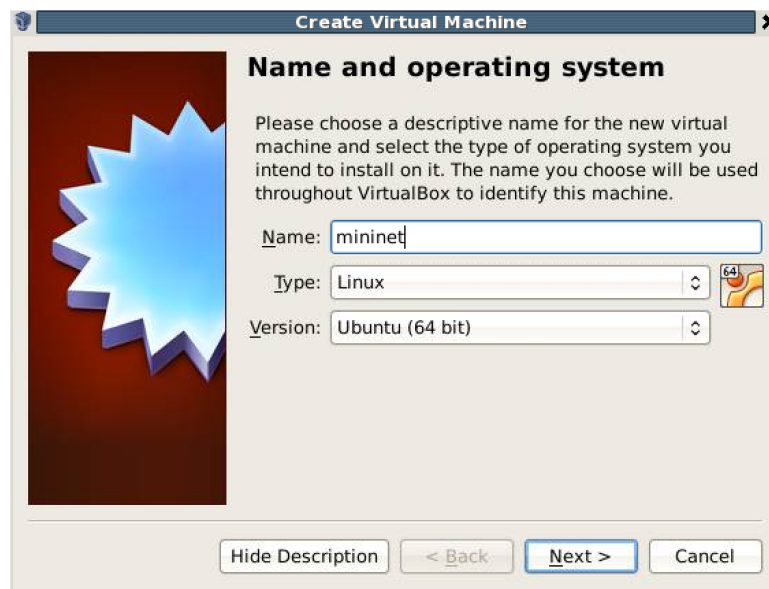 Create Virtual Machine
Name and operating system
Please choose a descriptive name for the new virtual
machine and select the type of operating system you
intend to install on it. The name you choose will be used
throughout VirtualBox to identify this machine.
Name: mininet
Type: Linux
64
Version: Ubuntu (64 bit)
Hide Description < Back Next > Cancel